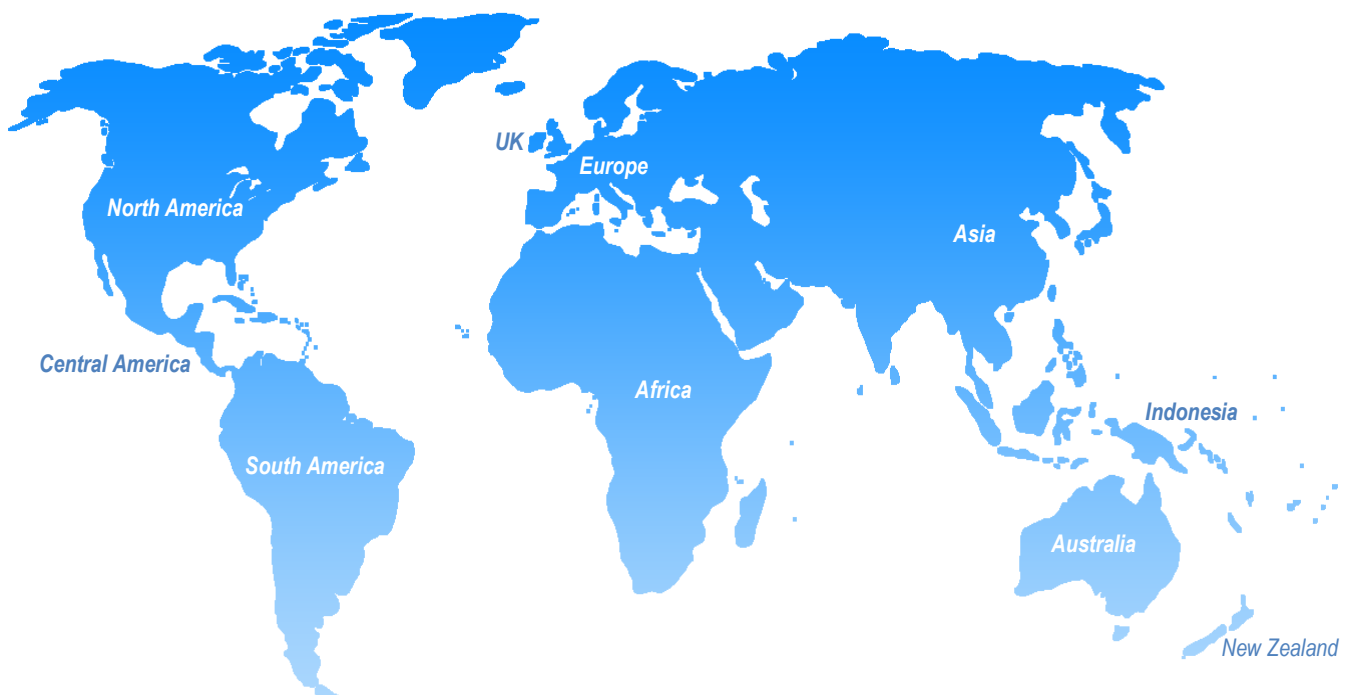 UK
Europe
North America
Asia
Central America
Africa
Indonesia
South America
Australia
New Zealand